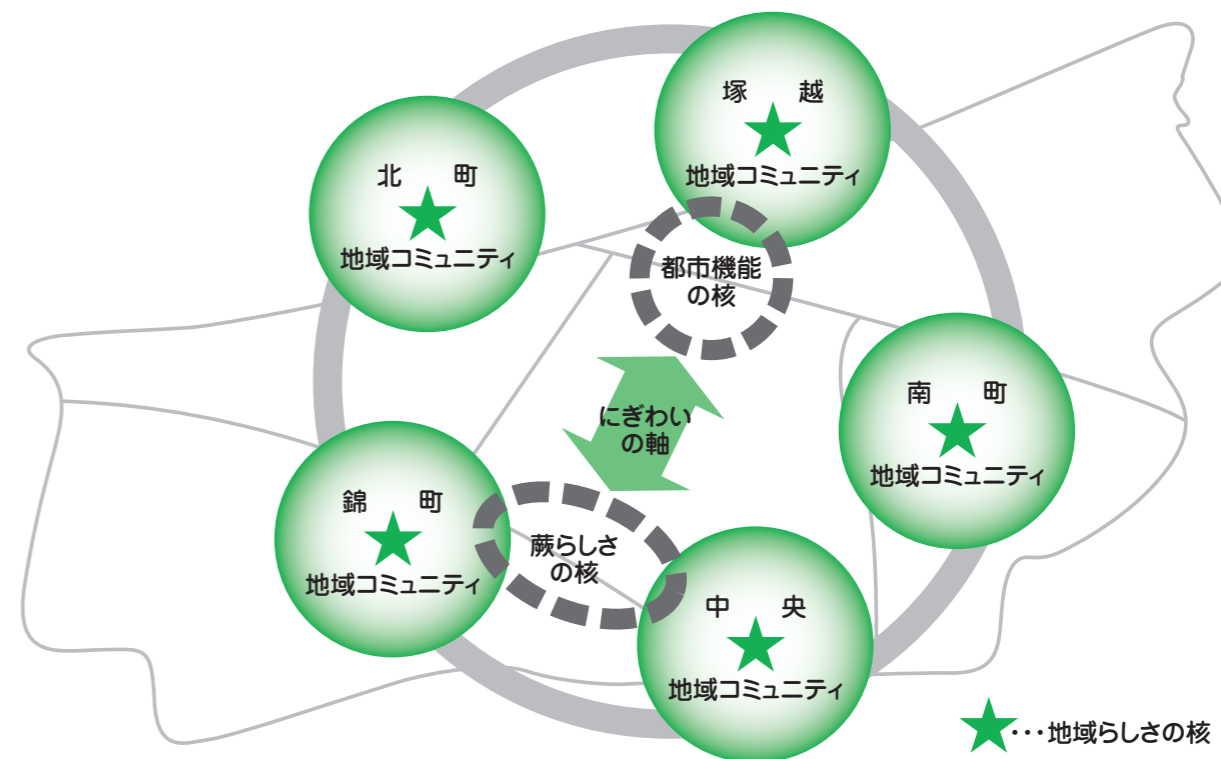 塚　越
地域コミュニティ
北　町
地域コミュニティ
都市機能
の核
南　町
地域コミュニティ
にぎわい
の軸
錦　町
地域コミュニティ
蕨らしさ
の核
中　央
地域コミュニティ
★･･･地域らしさの核